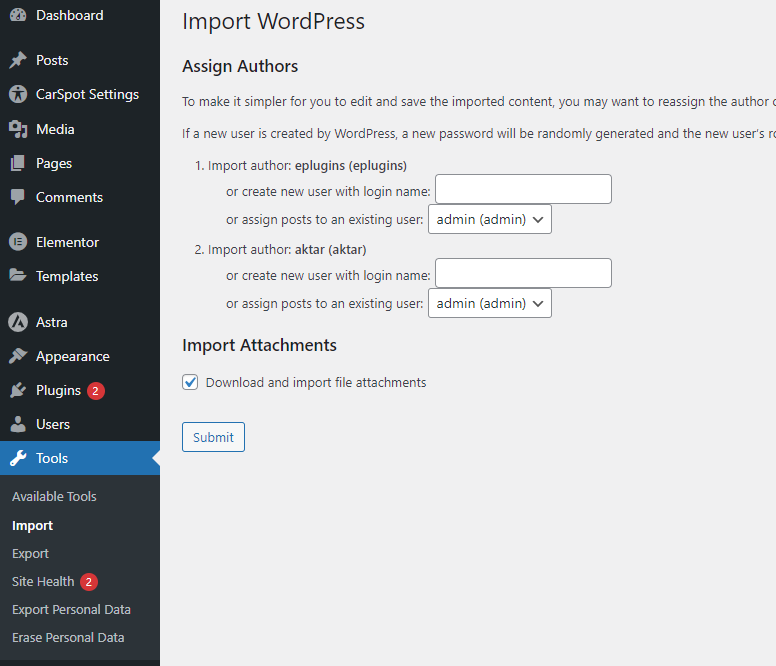 Dashboard
Posts
CarSpot Settings
Media
Pages
Comments
Elementor
Templates
Astra
Appearance
Plugins 2
Users
Tools
Available Tools
Import
Export
Site Health 2
Export Personal Data
Erase Personal Data
Import WordPress
Assign Authors
To make it simpler for you to edit and save the imported content, you may want to reassign the author
If a new user is created by WordPress, a new password will be randomly generated and the new user's
1. Import author: eplugins (eplugins)
or create new user with login name:
or assign posts to an existing user: admin (admin)
2. Import author: aktar (aktar)
or create new user with login name:
or assign posts to an existing user: admin (admin)
Import Attachments
Download and import file attachments
Submit